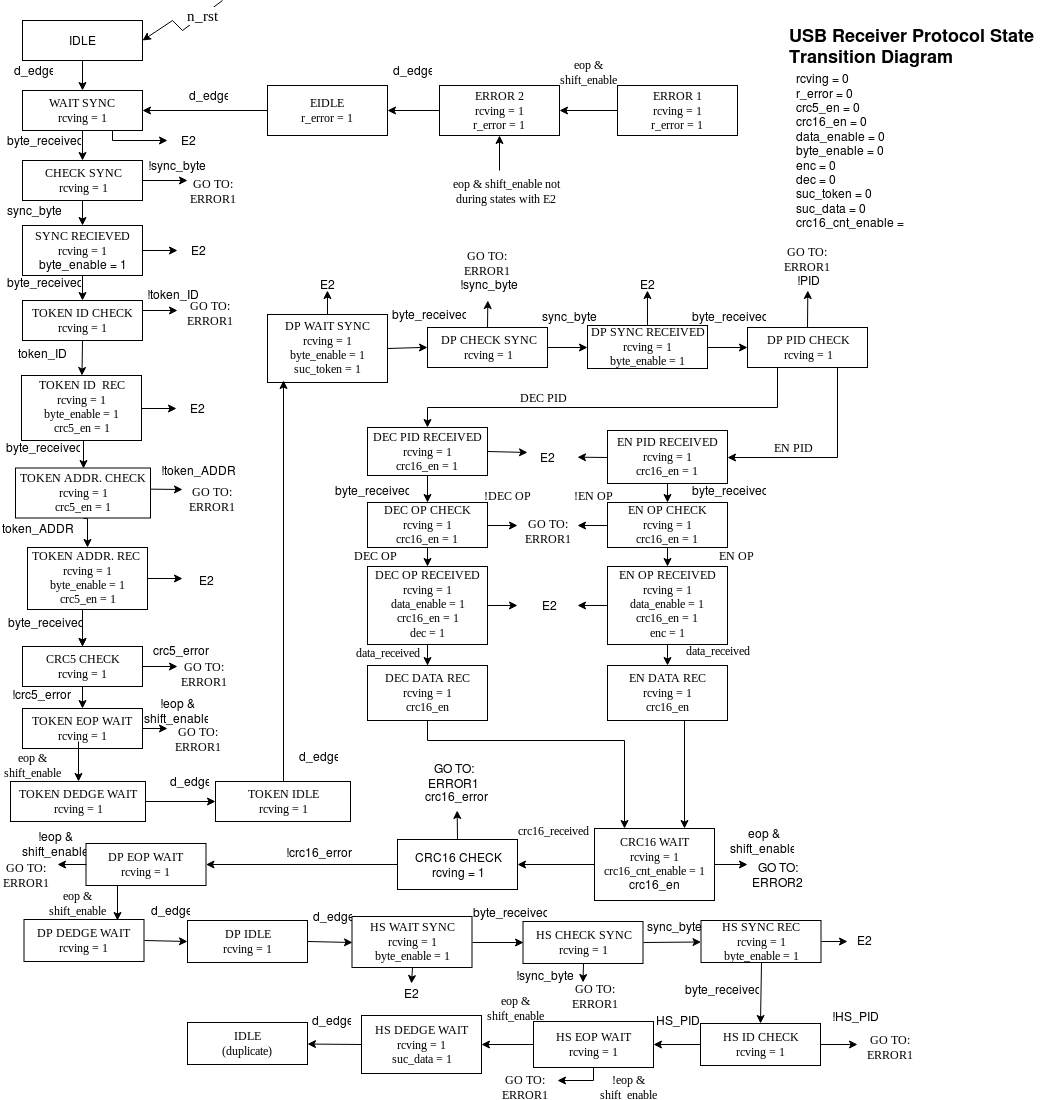 n_rst
IDLE
USB Receiver Protocol State
Transition Diagram
rcving = 0
r_error = 0
crc5_en = 0
crc16_en = 0
data_enable = 0
byte_enable = 0
enc = 0
dec = 0
suc_token = 0
suc_data = 0
crc16_cnt_enable =
d_edge
WAIT SYNC
rcving = 1
d_edge
EIDLE
r_error = 1
d_edge
ERROR 2
rcving = 1
r_error = 1
eop &
shift_enable
ERROR 1
rcving = 1
r_error = 1
eop & shift_enable not
during states with E2
byte_received
E2
CHECK SYNC
rcving = 1
!sync_byte
GO TO:
ERROR1
sync_byte
SYNC RECIEVED
rcving = 1
byte_enable = 1
E2
byte_received
TOKEN ID CHECK
rcving = 1
!token_ID
GO TO:
ERROR1
token_ID
TOKEN ID REC
rcving = 1
byte_enable = 1
crc5_en = 1
E2
byte_received
TOKEN ADDR. CHECK
rcving = 1
crc5_en = 1
!token_ADDR
GO TO:
ERROR1
token_ADDR
TOKEN ADDR. REC
rcving = 1
byte_enable = 1
crc5_en = 1
E2
byte_received
CRC5 CHECK
rcving = 1
crc5_error
GO TO:
ERROR1
!crc5_error
TOKEN EOP WAIT
rcving = 1
!eop &
shift_enable
GO TO:
ERROR1
eop &
shift_enable
TOKEN DEDGE WAIT
rcving = 1
d_edge
TOKEN IDLE
rcving = 1
d_edge
E2
DP WAIT SYNC
rcving = 1
byte_enable = 1
suc_token = 1
byte_received
GO TO:
ERROR1
!sync_byte
DP CHECK SYNC
rcving = 1
sync_byte
E2
DP SYNC RECEIVED
rcving = 1
byte_enable = 1
byte_received
GO TO:
ERROR1
!PID
DP PID CHECK
rcving = 1
DEC PID
EN PID
DEC PID RECEIVED
rcving = 1
crc16_en = 1
E2
EN PID RECEIVED
rcving = 1
crc16_en = 1
byte_received
!DEC OP
!EN OP
byte_received
DEC OP CHECK
rcving = 1
crc16_en = 1
GO TO:
ERROR1
EN OP CHECK
rcving = 1
crc16_en = 1
DEC OP
EN OP
DEC OP RECEIVED
rcving = 1
data_enable = 1
crc16_en = 1
dec = 1
E2
EN OP RECEIVED
rcving = 1
data_enable = 1
crc16_en = 1
enc = 1
data_received
data_received
DEC DATA REC
rcving = 1
crc16_en
EN DATA REC
rcving = 1
crc16_en
CRC16 WAIT
rcving = 1
crc16_cnt_enable = 1
crc16_en
eop &
shift_enable
GO TO:
ERROR2
crc16_received
GO TO:
ERROR1
crc16_error
CRC16 CHECK
rcving = 1
!crc16_error
DP EOP WAIT
rcving = 1
!eop &
shift_enable
GO TO:
ERROR1
eop &
shift_enable
DP DEDGE WAIT
rcving = 1
d_edge
DP IDLE
rcving = 1
d_edge
HS WAIT SYNC
rcving = 1
byte_enable = 1
E2
byte_received
HS CHECK SYNC
rcving = 1
!sync_byte
GO TO:
ERROR1
sync_byte
HS SYNC REC
rcving = 1
byte_enable = 1
E2
byte_received
HS ID CHECK
rcving = 1
!HS_PID
GO TO:
ERROR1
HS_PID
HS EOP WAIT
rcving = 1
GO TO:
ERROR1
!eop &
shift_enable
eop &
shift_enable
HS DEDGE WAIT
rcving = 1
suc_data = 1
d_edge
IDLE
(duplicate)